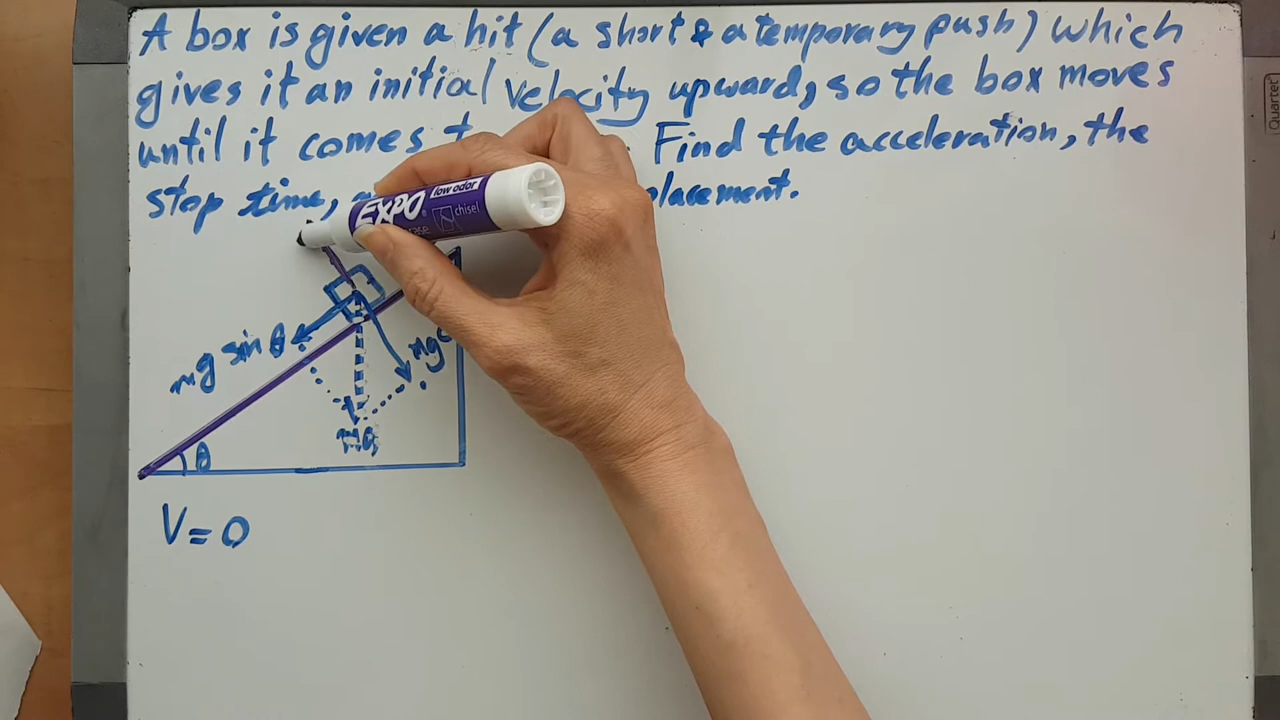 A box is given a hit (a short & a temporary push) which
gives it an initial velocity upward, so the box moves
until it comes Find the acceleration, the
stop time,
EXPO low odor
chisel
mg sin θ
mg
mg
θ
V = 0
Quartet